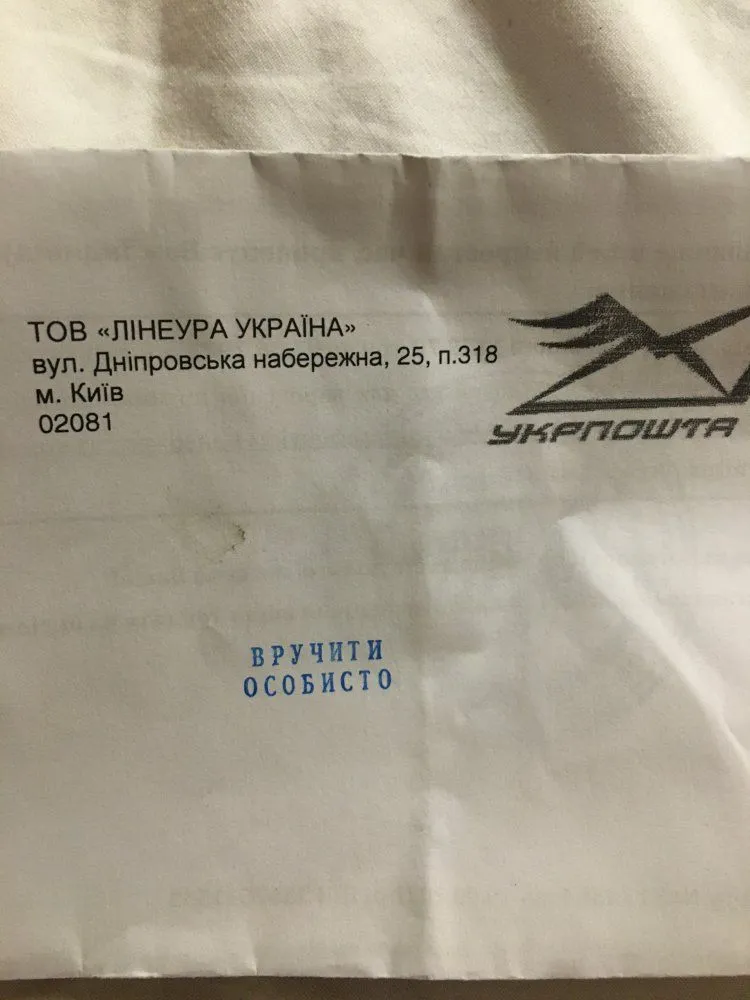 ТОВ «ЛІНЕУРА УКРАЇНА»
вул. Дніпровська набережна, 25, п.318
м. Київ
02081
УКРПОШТА
ВРУЧИТИ
ОСОБИСТО